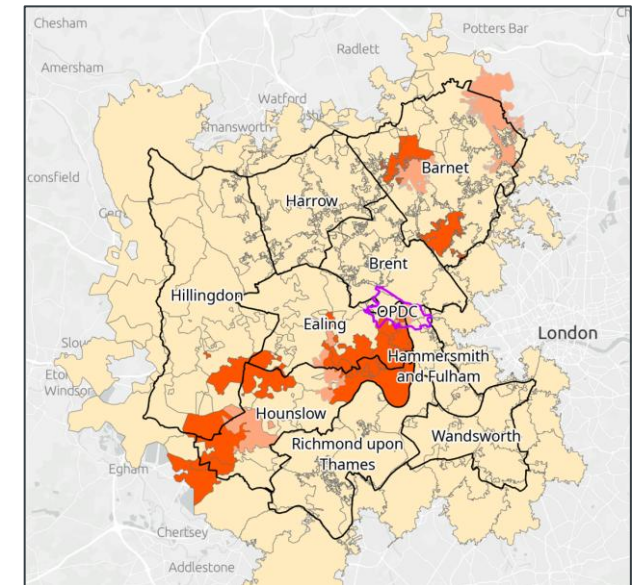 Chesham
Potters Bar
Radlett
Amersham
Watford
Barnet
Harrow
Brent
Hillingdon
OPDC
Ealing
London
Hammersmith
and Fulham
Windsor
Hounslow
Wandsworth
Richmond upon
Thames
Egham
Chertsey
Addlestone